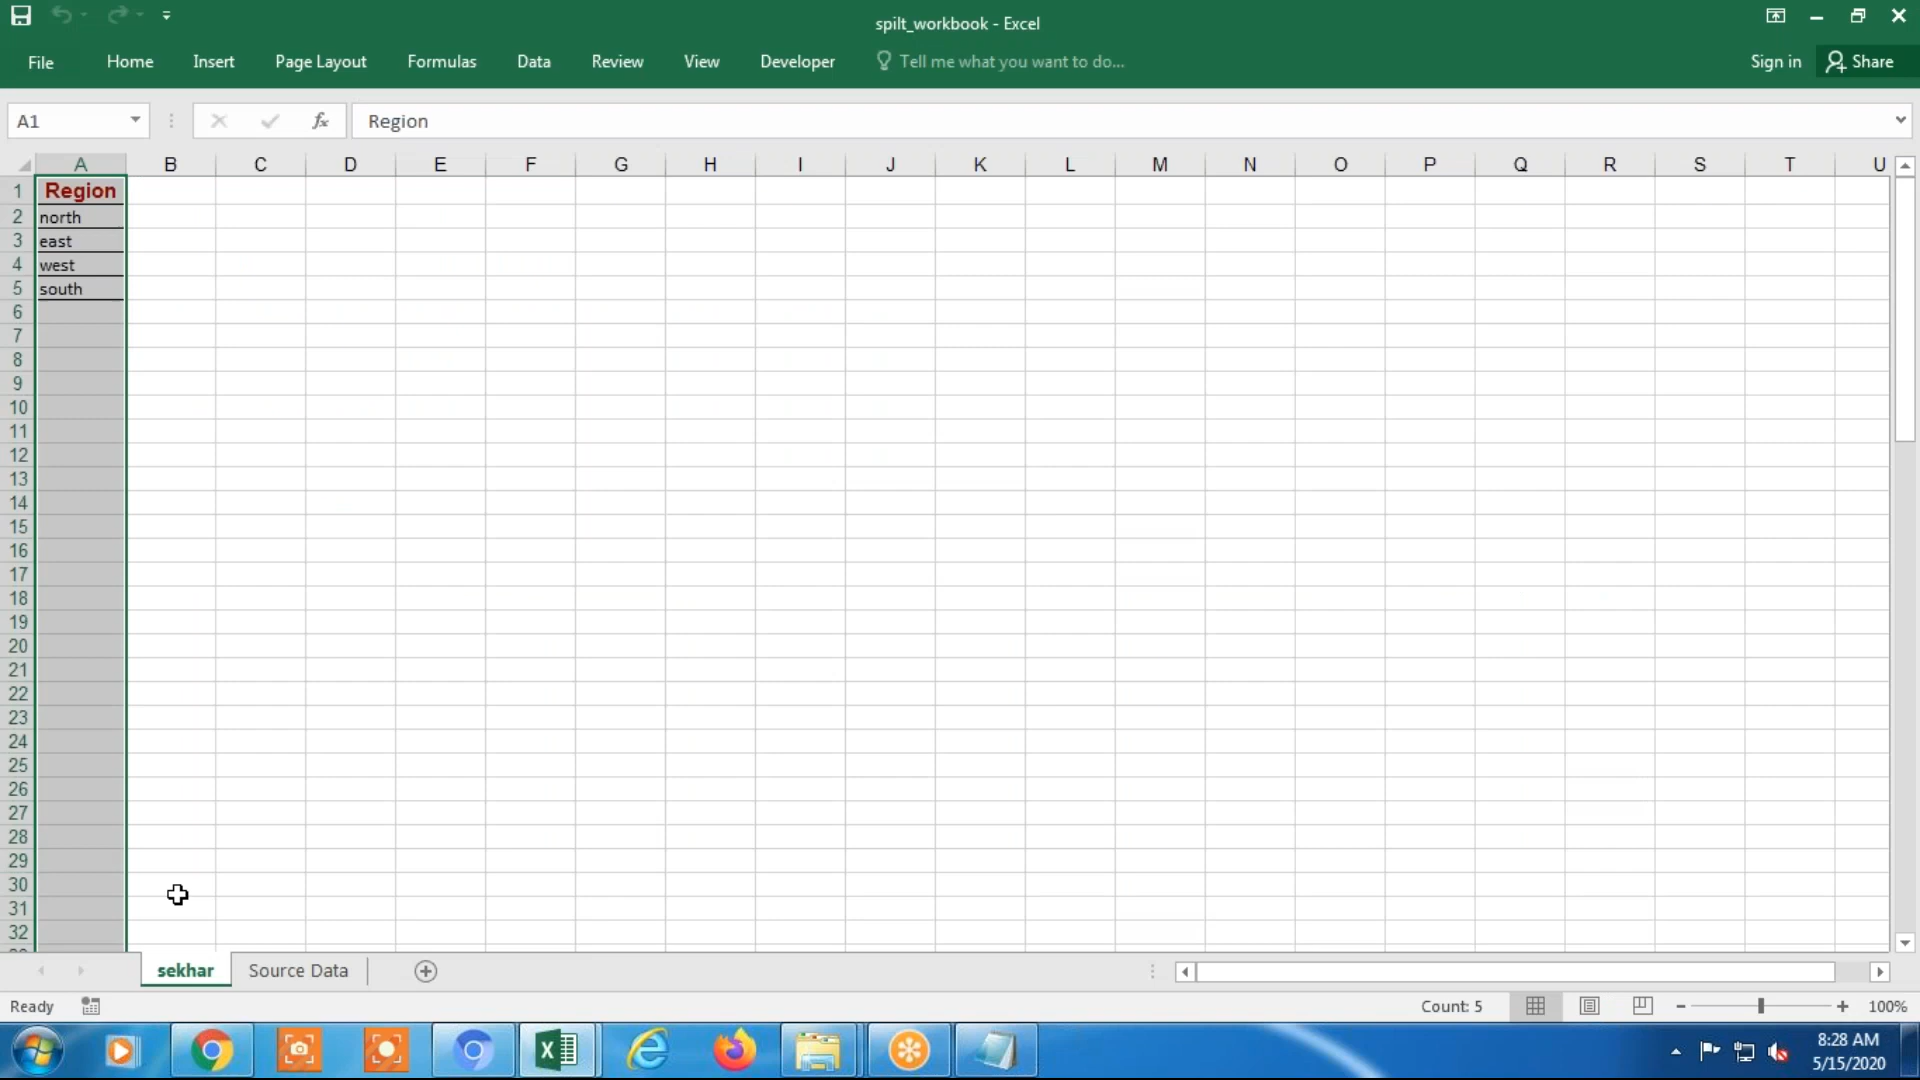 spilt_workbook - Excel
File Home Insert Page Layout Formulas Data Review View Developer Tell me what you want to do... Sign in Share
A1 fx Region
A B C D E F G H I J K L M N O P Q R S T U
1 Region
2 north
3 east
4 west
5 south
6
7
8
9
10
11
12
13
14
15
16
17
18
19
20
21
22
23
24
25
26
27
28
29
30
31
32
sekhar Source Data
Ready Count: 5 100%
8:28 AM
5/15/2020